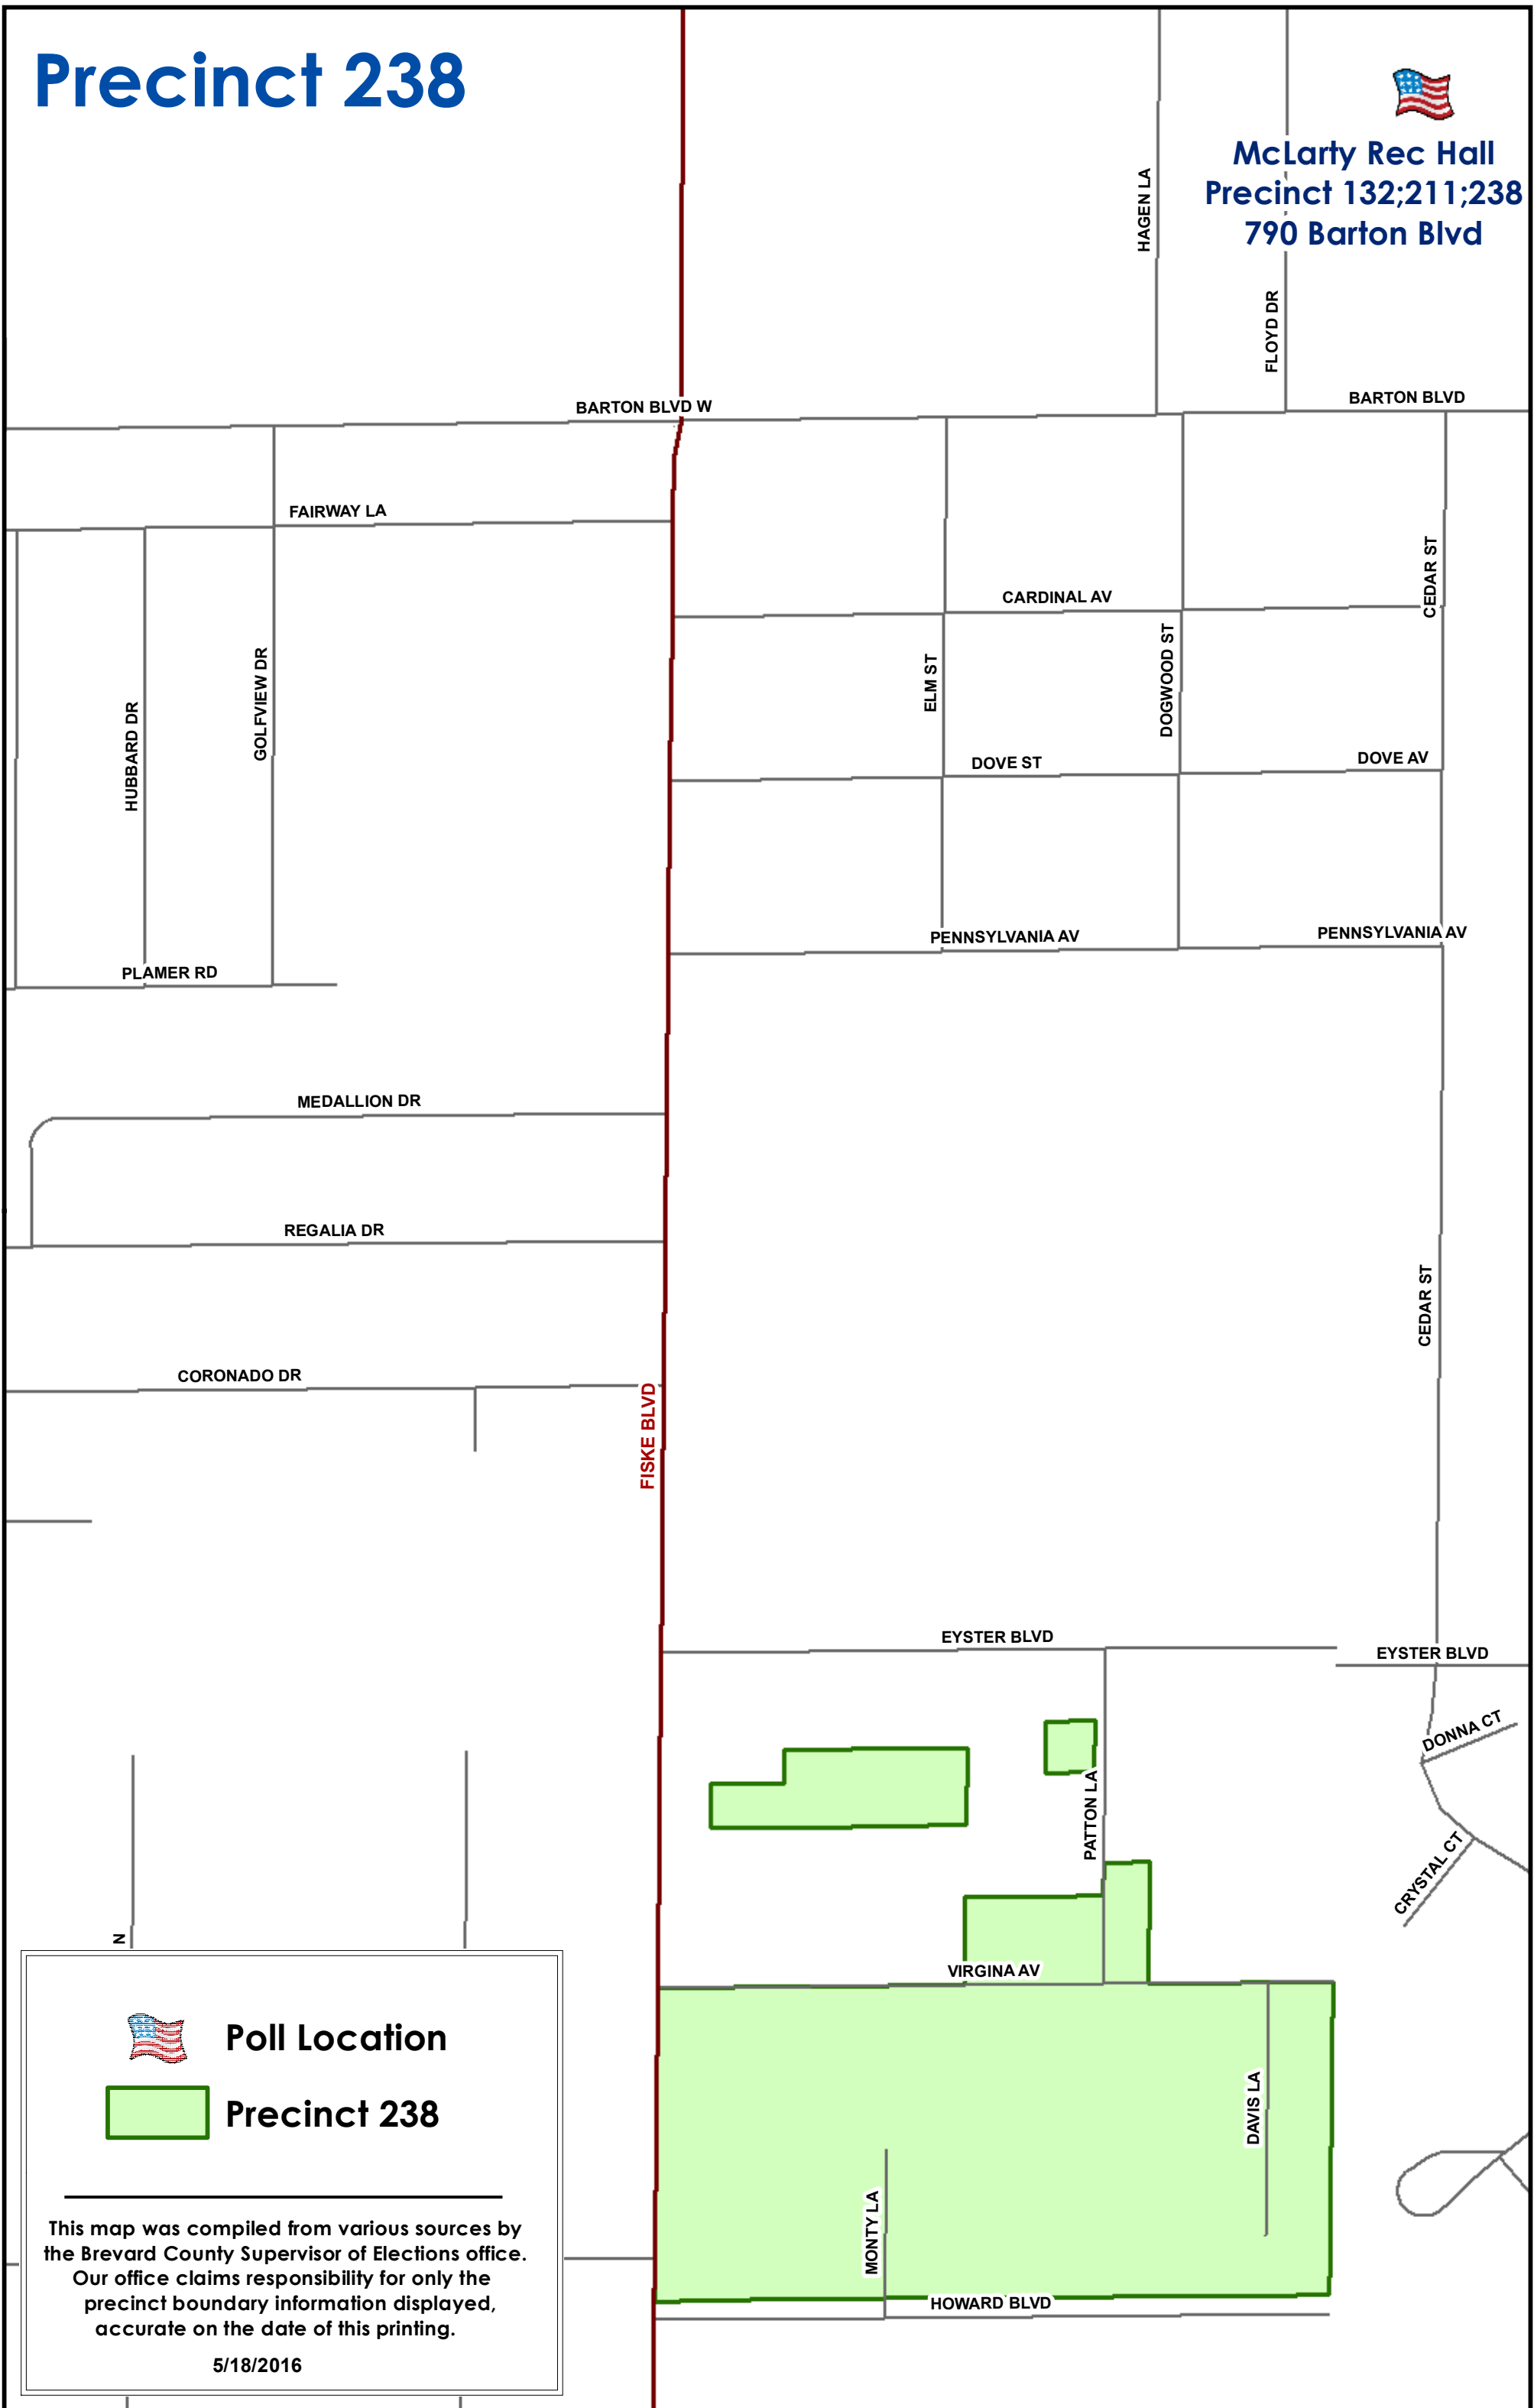 Precinct 238
McLarty Rec Hall
Precinct 132;211;238
790 Barton Blvd
HAGEN LA
FLOYD DR
BARTON BLVD W
BARTON BLVD
FAIRWAY LA
CEDAR ST
CARDINAL AV
HUBBARD DR
GOLFVIEW DR
ELM ST
DOGWOOD ST
DOVE ST
DOVE AV
PENNSYLVANIA AV
PENNSYLVANIA AV
PLAMER RD
MEDALLION DR
REGALIA DR
CEDAR ST
CORONADO DR
FISKE BLVD
EYSTER BLVD
EYSTER BLVD
DONNA CT
PATTON LA
CRYSTAL CT
N
VIRGINA AV
DAVIS LA
MONTY LA
HOWARD BLVD
Poll Location
Precinct 238
This map was compiled from various sources by
the Brevard County Supervisor of Elections office.
Our office claims responsibility for only the
precinct boundary information displayed,
accurate on the date of this printing.
5/18/2016